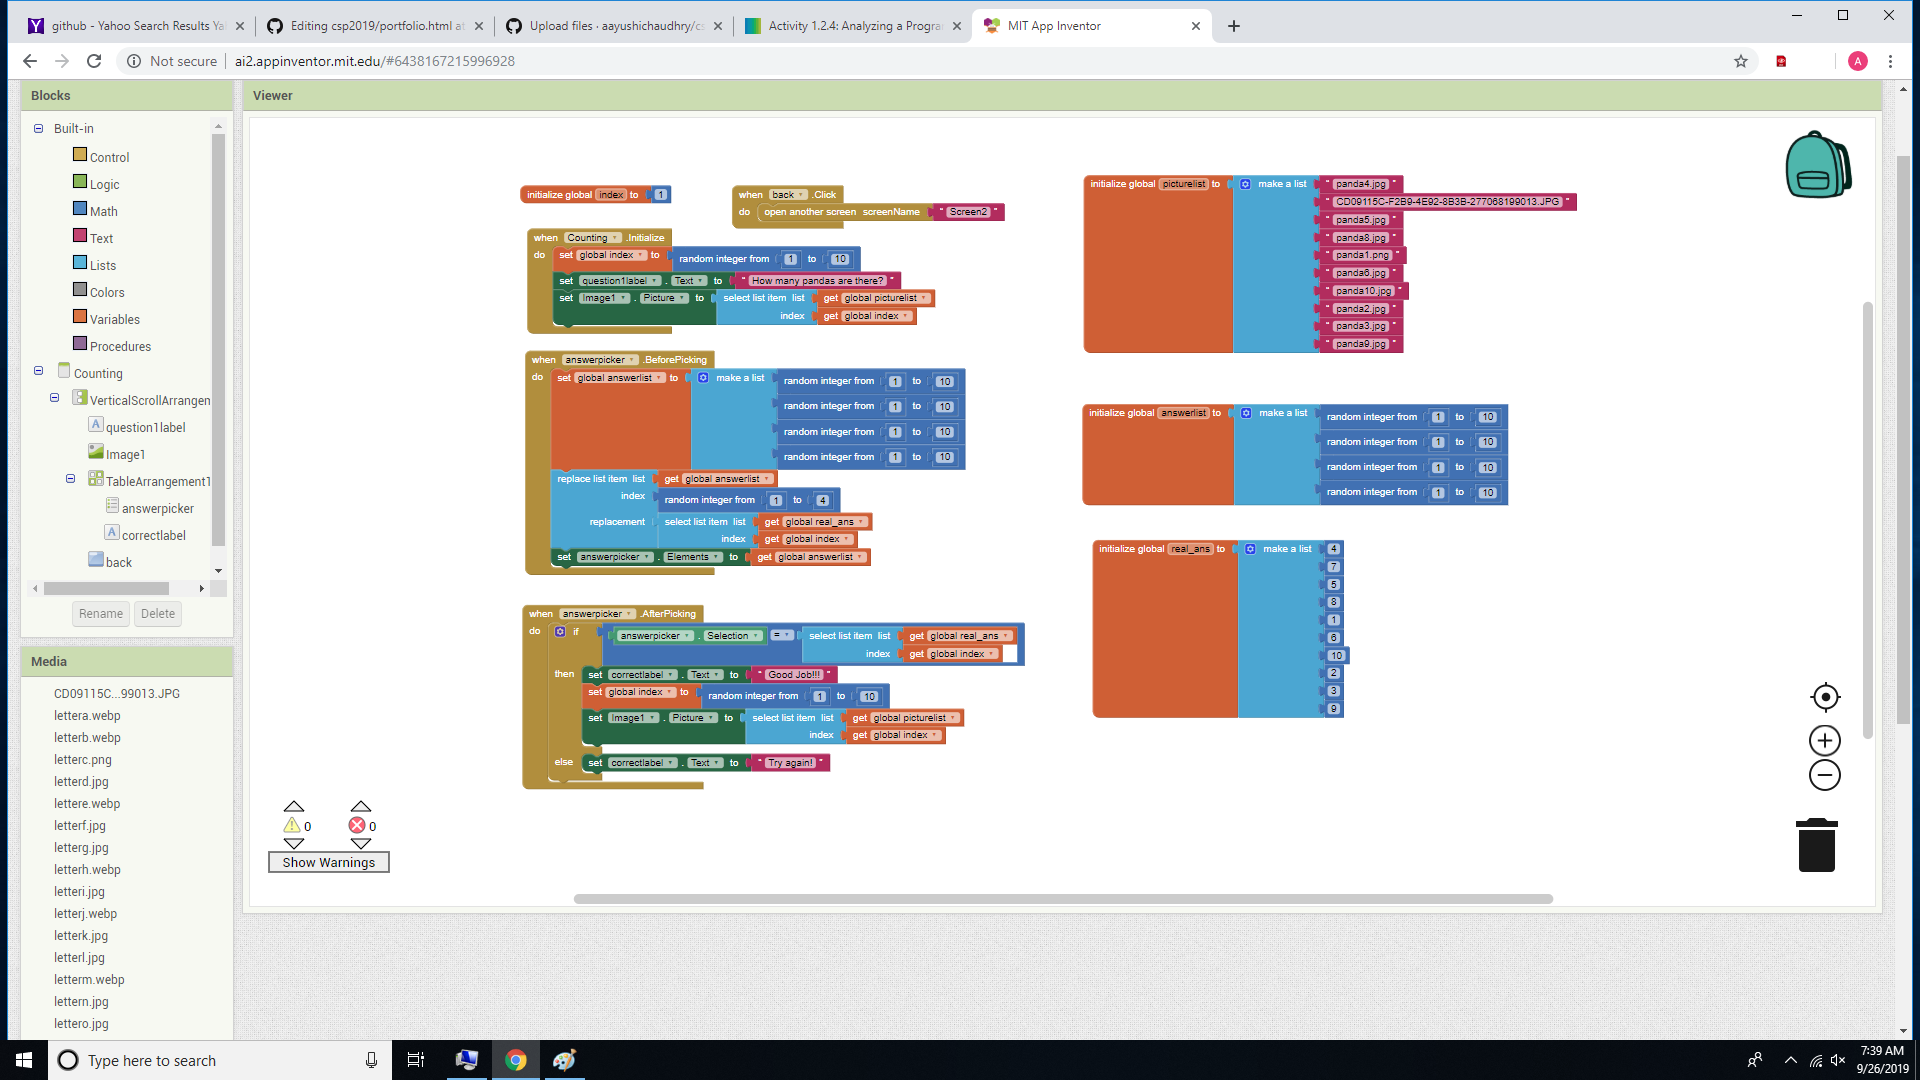 github - Yahoo Search Results Ya
Editing csp2019/portfolio.html at
Upload files · aayushichaudhry/cs
Activity 1.2.4: Analyzing a Progra
MIT App Inventor
Not secure
ai2.appinventor.mit.edu/#6438167215996928
A
Blocks
Built-in
Control
Logic
Math
Text
Lists
Colors
Variables
Procedures
Counting
VerticalScrollArrangen
question1label
Image1
TableArrangement1
answerpicker
correctlabel
back
Rename
Delete
Media
CD09115C...99013.JPG
lettera.webp
letterb.webp
letterc.png
letterd.jpg
lettere.webp
letterf.jpg
letterg.jpg
letterh.webp
letteri.jpg
letterj.webp
letterk.jpg
letterl.jpg
letterm.webp
lettern.jpg
lettero.jpg
Viewer
initialize global index to 1
when back .Click
do open another screen screenName " Screen2 "
when Counting .Initialize
do set global index to random integer from 1 to 10
set question1label . Text to " How many pandas are there? "
set Image1 . Picture to select list item list get global picturelist
index get global index
when answerpicker .BeforePicking
do set global answerlist to make a list random integer from 1 to 10
random integer from 1 to 10
random integer from 1 to 10
random integer from 1 to 10
replace list item list get global answerlist
index random integer from 1 to 4
replacement select list item list get global real_ans
index get global index
set answerpicker . Elements to get global answerlist
when answerpicker .AfterPicking
do if answerpicker . Selection = select list item list get global real_ans
index get global index
then set correctlabel . Text to " Good Job!!! "
set global index to random integer from 1 to 10
set Image1 . Picture to select list item list get global picturelist
index get global index
else set correctlabel . Text to " Try again! "
initialize global picturelist to make a list " panda4.jpg "
" CD09115C-F2B9-4E92-8B3B-277068199013.JPG "
" panda5.jpg "
" panda8.jpg "
" panda1.png "
" panda6.jpg "
" panda10.jpg "
" panda2.jpg "
" panda3.jpg "
" panda9.jpg "
initialize global answerlist to make a list random integer from 1 to 10
random integer from 1 to 10
random integer from 1 to 10
random integer from 1 to 10
initialize global real_ans to make a list 4
7
5
8
1
6
10
2
3
9
0
0
Show Warnings
Type here to search
7:39 AM
9/26/2019